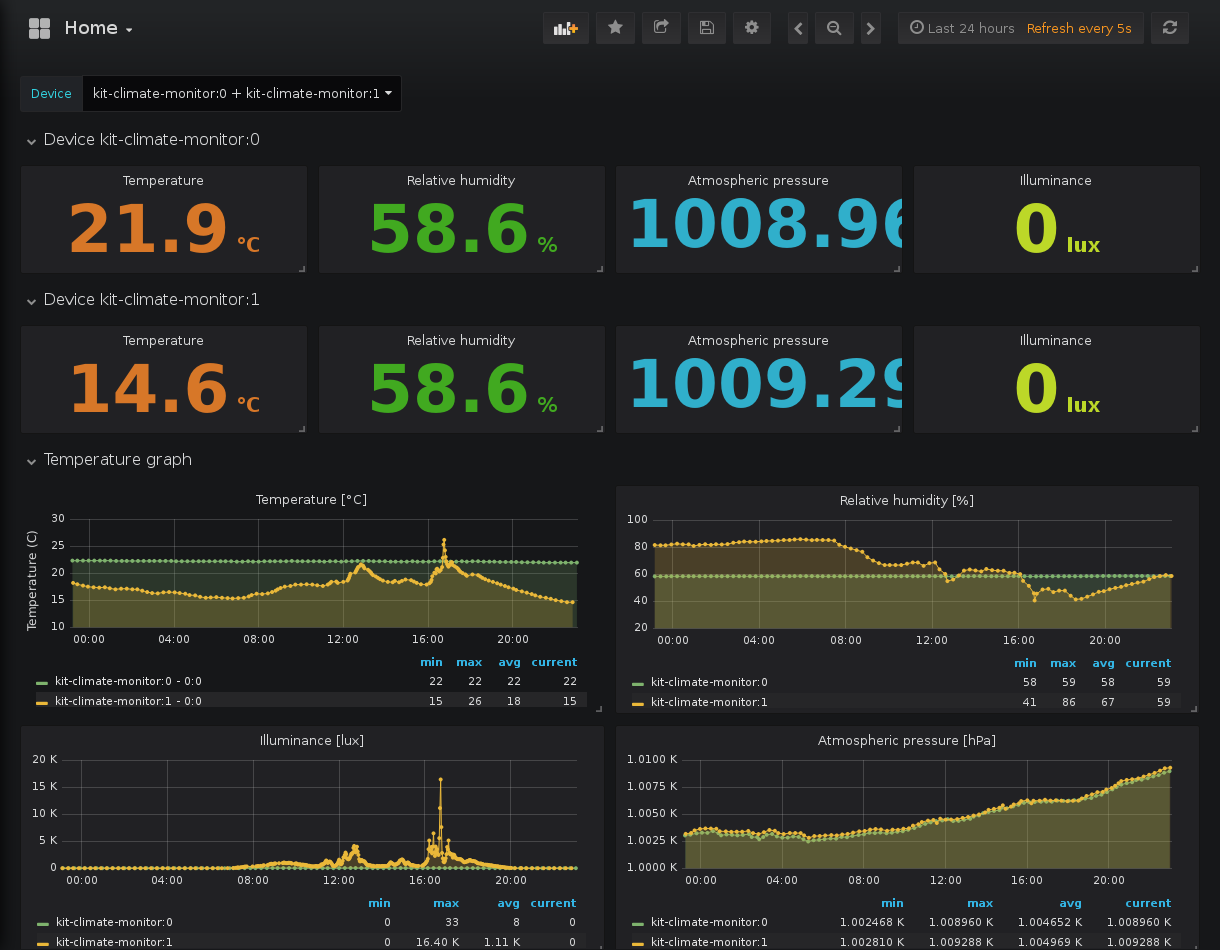 Home
Last 24 hours Refresh every 5s
Device kit-climate-monitor:0 + kit-climate-monitor:1
Device kit-climate-monitor:0
Temperature Relative humidity Atmospheric pressure Illuminance
21.9 °C 58.6 % 1008.96 0 lux
Device kit-climate-monitor:1
Temperature Relative humidity Atmospheric pressure Illuminance
14.6 °C 58.6 % 1009.29 0 lux
Temperature graph
Temperature [°C]
Temperature (C)
30
25
20
15
10
00:00 04:00 08:00 12:00 16:00 20:00
min max avg current
kit-climate-monitor:0 - 0:0 22 22 22 22
kit-climate-monitor:1 - 0:0 15 26 18 15
Relative humidity [%]
100
80
60
40
20
00:00 04:00 08:00 12:00 16:00 20:00
min max avg current
kit-climate-monitor:0 58 59 58 59
kit-climate-monitor:1 41 86 67 59
Illuminance [lux]
20 K
15 K
10 K
5 K
0
00:00 04:00 08:00 12:00 16:00 20:00
min max avg current
kit-climate-monitor:0 0 33 8 0
kit-climate-monitor:1 0 16.40 K 1.11 K 0
Atmospheric pressure [hPa]
1.0100 K
1.0075 K
1.0050 K
1.0025 K
1.0000 K
00:00 04:00 08:00 12:00 16:00 20:00
min max avg current
kit-climate-monitor:0 1.002468 K 1.008960 K 1.004652 K 1.008960 K
kit-climate-monitor:1 1.002810 K 1.009288 K 1.004969 K 1.009288 K